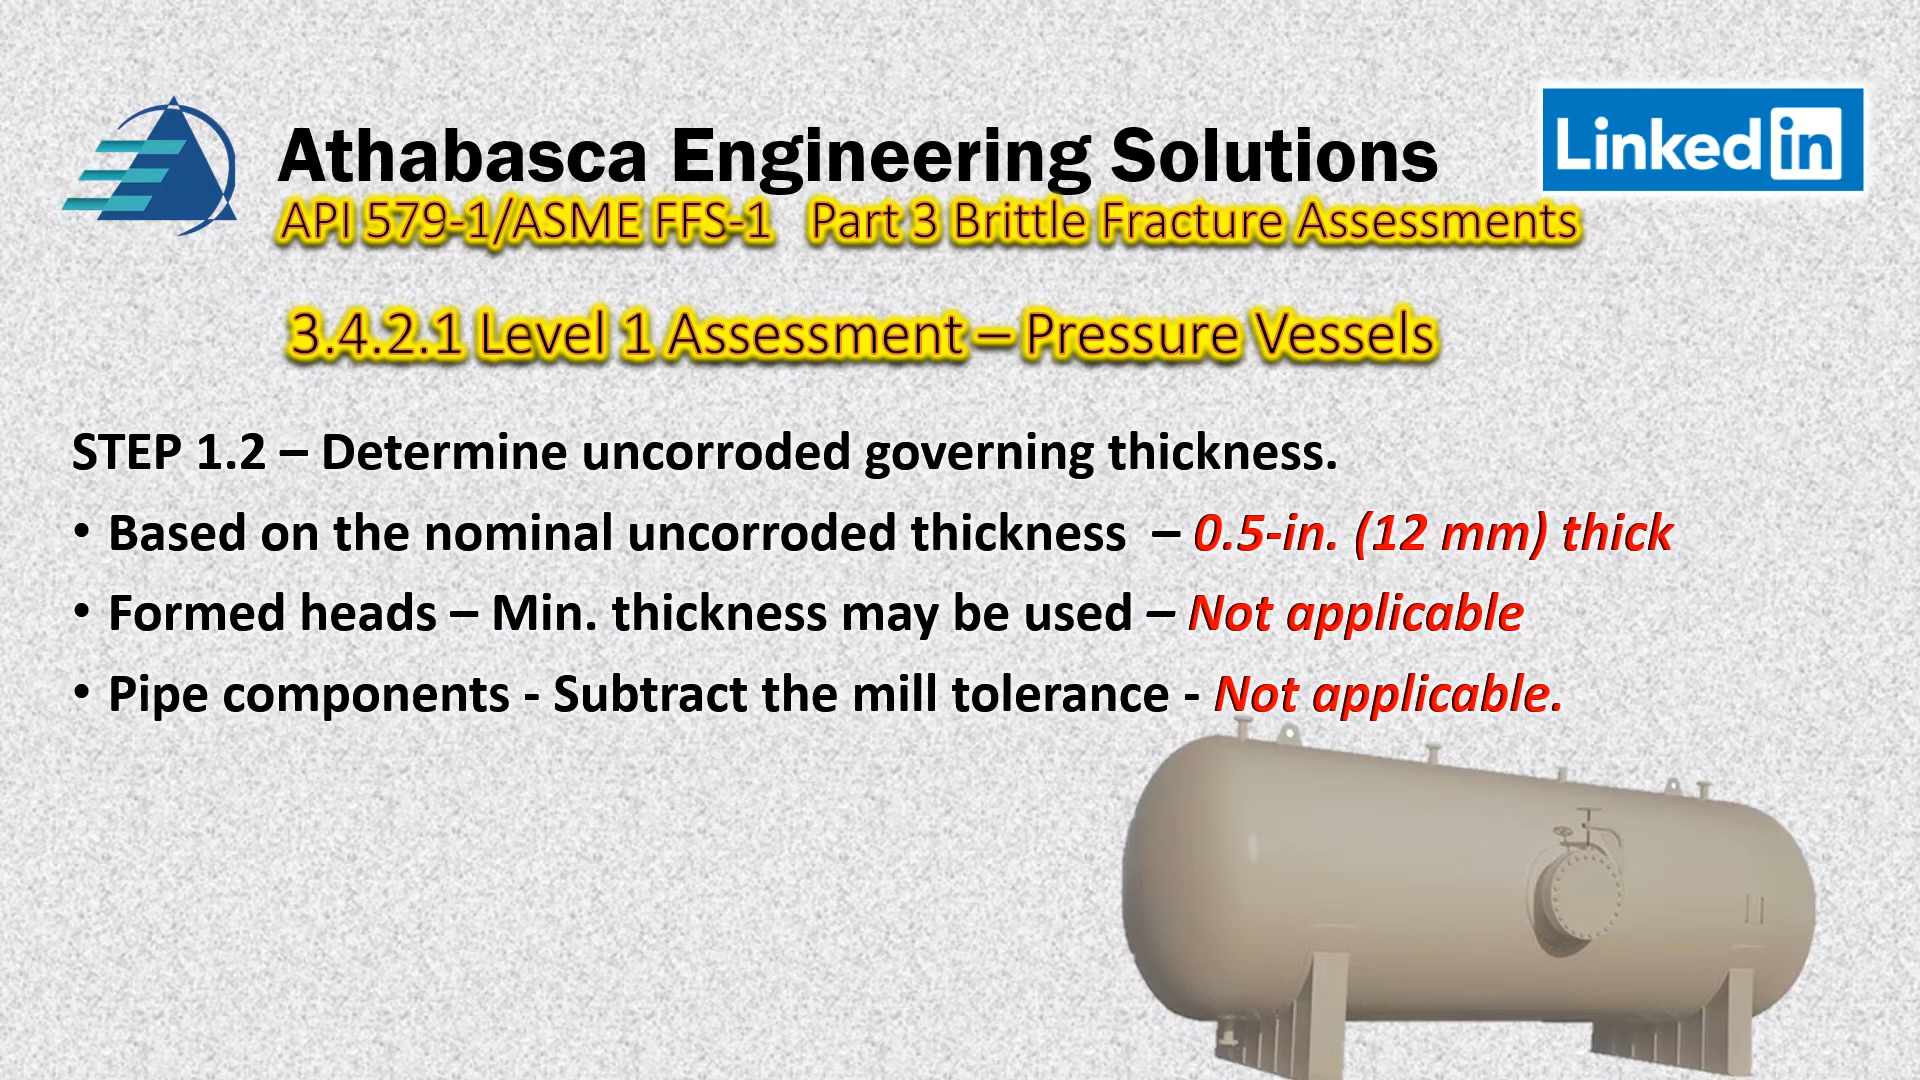 Athabasca Engineering Solutions
Linked in
API 579-1/ASME FFS-1 Part 3 Brittle Fracture Assessments
3.4.2.1 Level 1 Assessment – Pressure Vessels
STEP 1.2 – Determine uncorroded governing thickness.
• Based on the nominal uncorroded thickness – 0.5-in. (12 mm) thick
• Formed heads – Min. thickness may be used – Not applicable
• Pipe components - Subtract the mill tolerance - Not applicable.